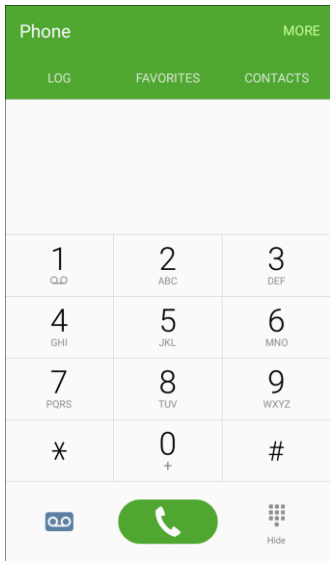 Phone MORE
LOG FAVORITES CONTACTS
1 2 3
ABC DEF
4 5 6
GHI JKL MNO
7 8 9
PQRS TUV WXYZ
* 0 #
+
Hide